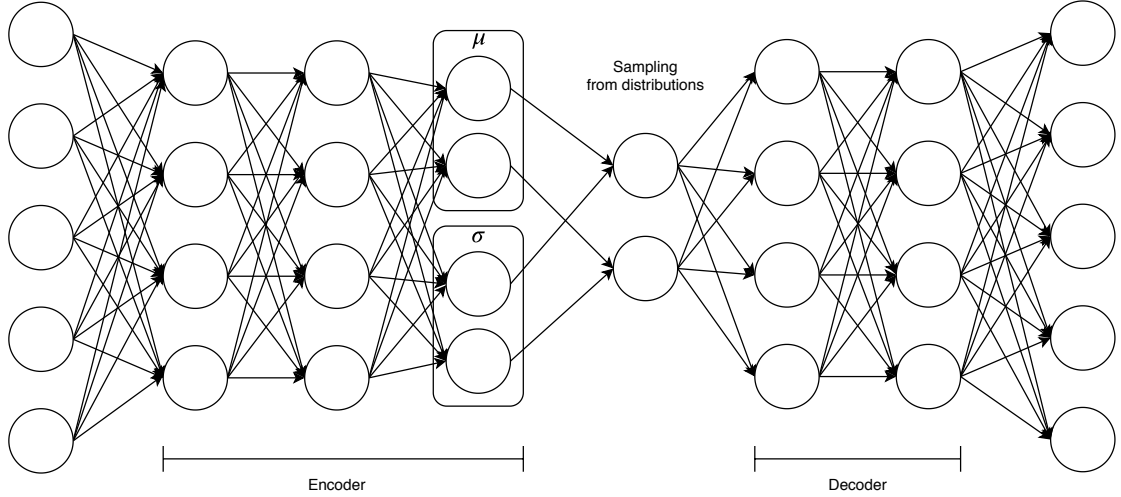 μ
Sampling
from distributions
σ
Encoder
Decoder